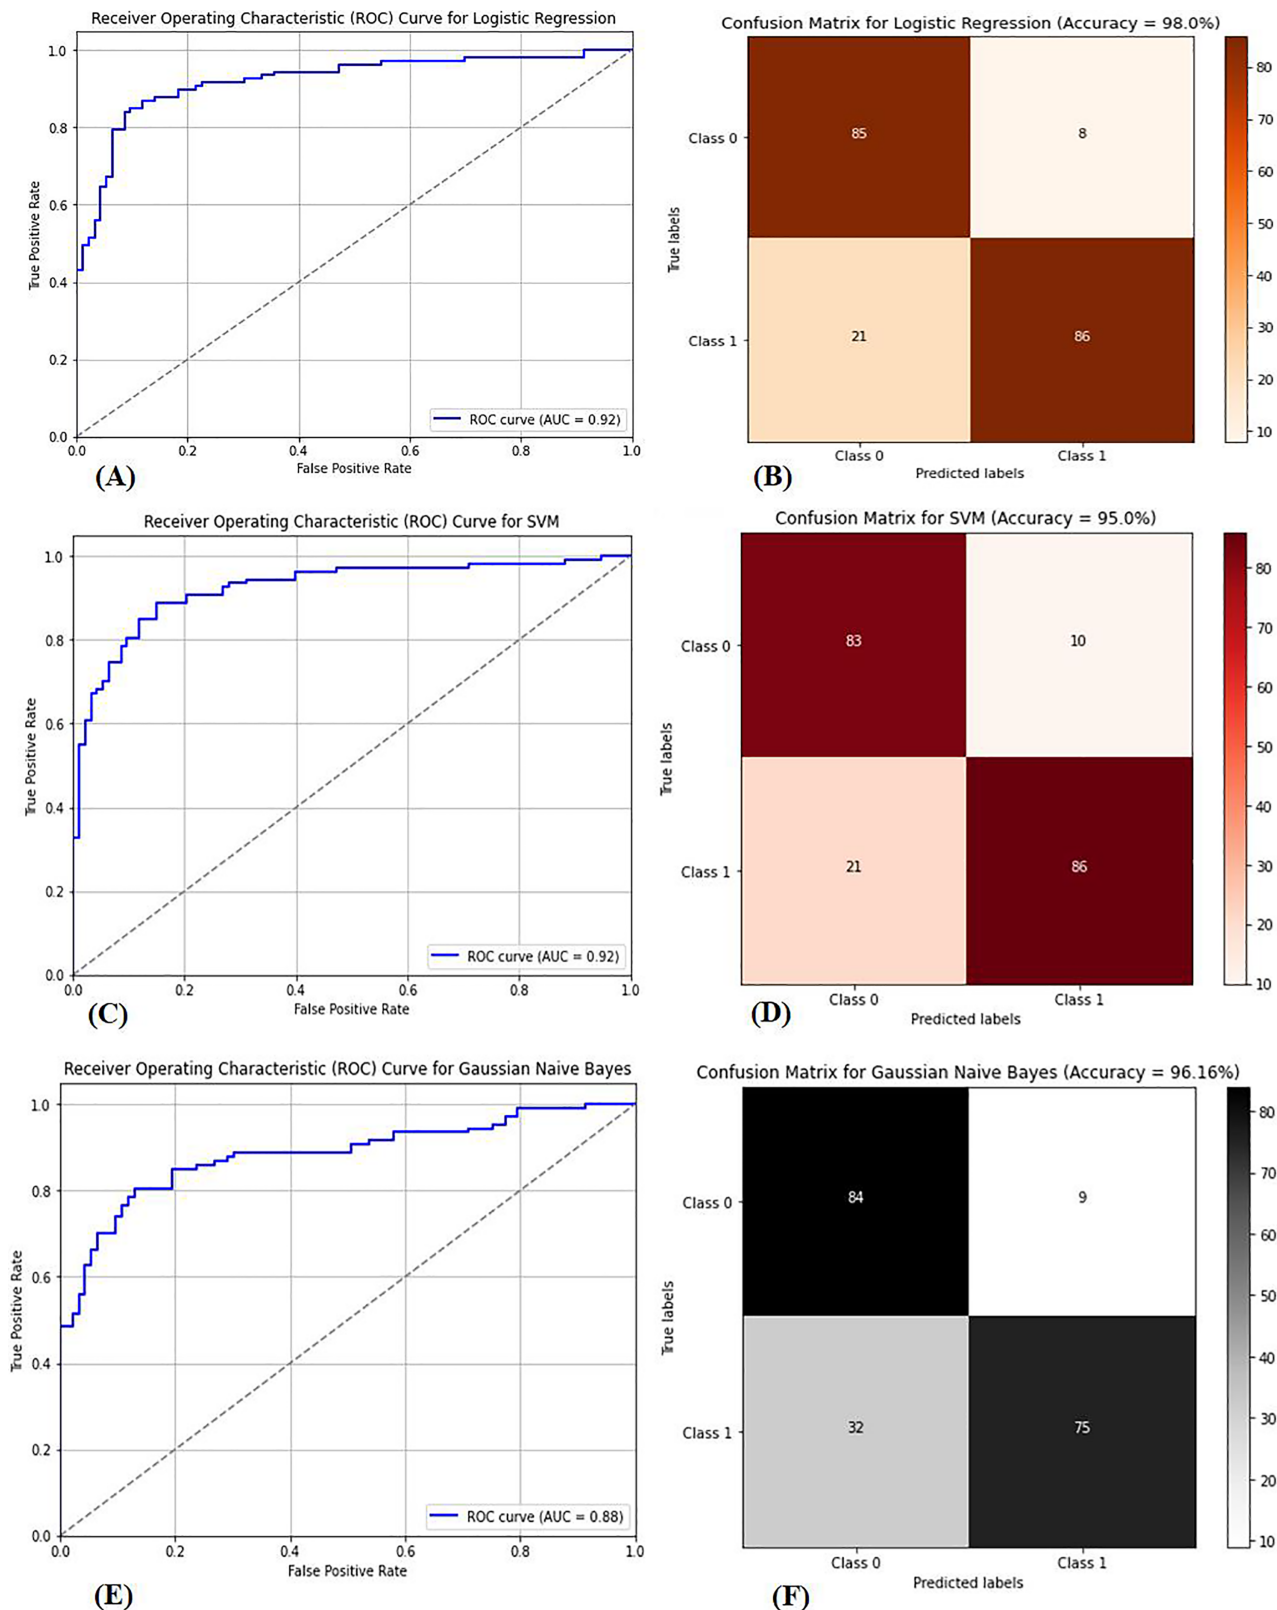 Receiver Operating Characteristic (ROC) Curve for Logistic Regression
1.0
0.8
0.6
0.4
0.2
0.0
True Positive Rate
ROC curve (AUC = 0.92)
0.0 0.2 0.4 0.6 0.8 1.0
False Positive Rate
(A)
Confusion Matrix for Logistic Regression (Accuracy = 98.0%)
Class 0
85 8
Class 1
21 86
True labels
Class 0 Class 1
Predicted labels
80
70
60
50
40
30
20
10
(B)
Receiver Operating Characteristic (ROC) Curve for SVM
1.0
0.8
0.6
0.4
0.2
0.0
True Positive Rate
ROC curve (AUC = 0.92)
0.0 0.2 0.4 0.6 0.8 1.0
False Positive Rate
(C)
Confusion Matrix for SVM (Accuracy = 95.0%)
Class 0
83 10
Class 1
21 86
True labels
Class 0 Class 1
Predicted labels
80
70
60
50
40
30
20
10
(D)
Receiver Operating Characteristic (ROC) Curve for Gaussian Naive Bayes
1.0
0.8
0.6
0.4
0.2
0.0
True Positive Rate
ROC curve (AUC = 0.88)
0.0 0.2 0.4 0.6 0.8 1.0
False Positive Rate
(E)
Confusion Matrix for Gaussian Naive Bayes (Accuracy = 96.16%)
Class 0
84 9
Class 1
32 75
True labels
Class 0 Class 1
Predicted labels
80
70
60
50
40
30
20
10
(F)